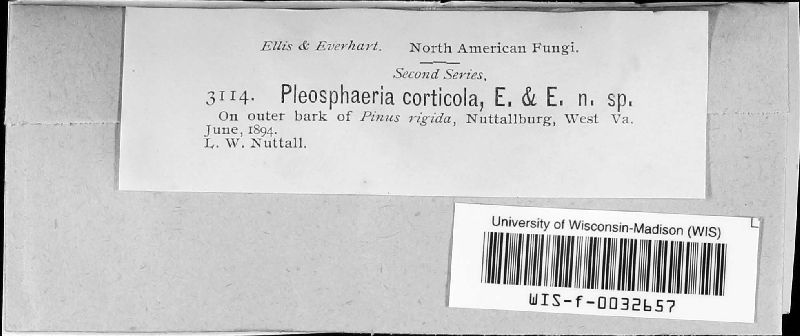 Ellis & Everhart. North American Fungi.
Second Series.
3114. Pleosphaeria corticola, E. & E. n. sp.
On outer bark of Pinus rigida, Nuttallburg, West Va.
June, 1894.
L. W. Nuttall.
University of Wisconsin-Madison (WIS)
WIS-f-0032657